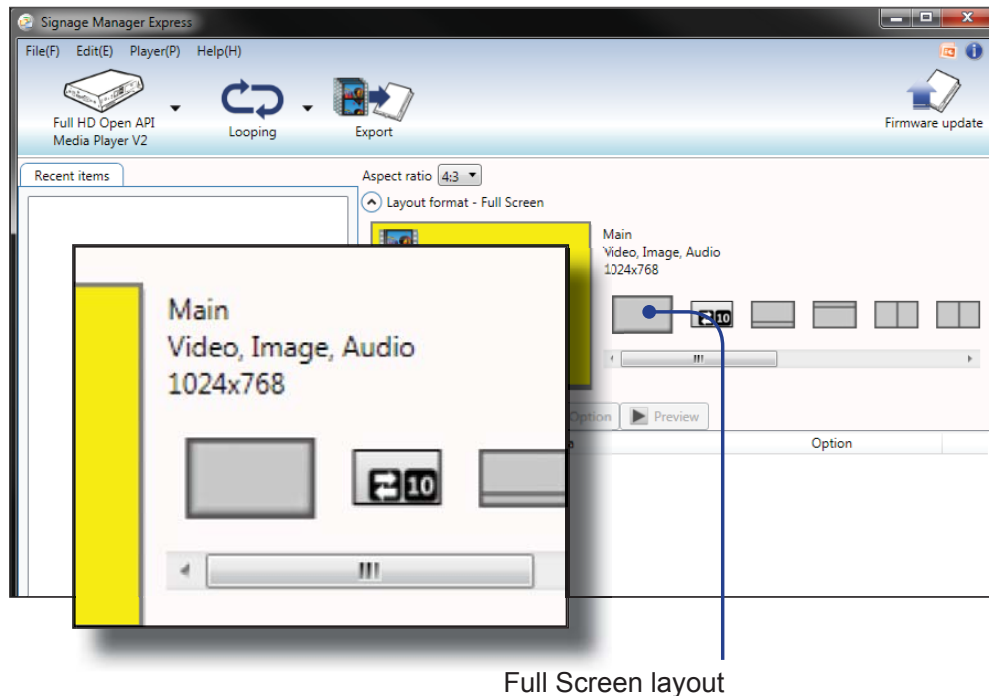 Signage Manager Express
File(F) Edit(E) Player(P) Help(H)
Full HD Open API
Media Player V2
Looping
Export
Firmware update
Recent items
Aspect ratio 4:3
Layout format - Full Screen
Main
Video, Image, Audio
1024x768
10
Option
Preview
Option
Main
Video, Image, Audio
1024x768
10
Full Screen layout